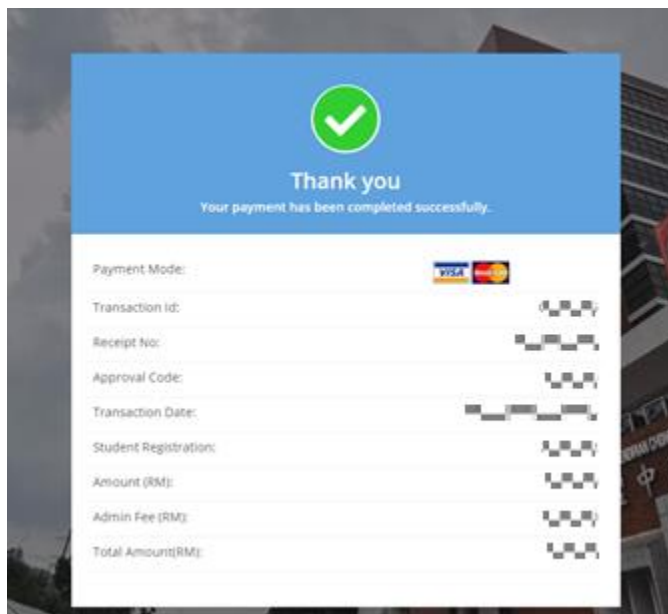 Thank you
Your payment has been completed successfully.
Payment Mode: VISA MasterCard
Transaction Id:
Receipt No:
Approval Code:
Transaction Date:
Student Registration:
Amount (RM):
Admin Fee (RM):
Total Amount(RM):